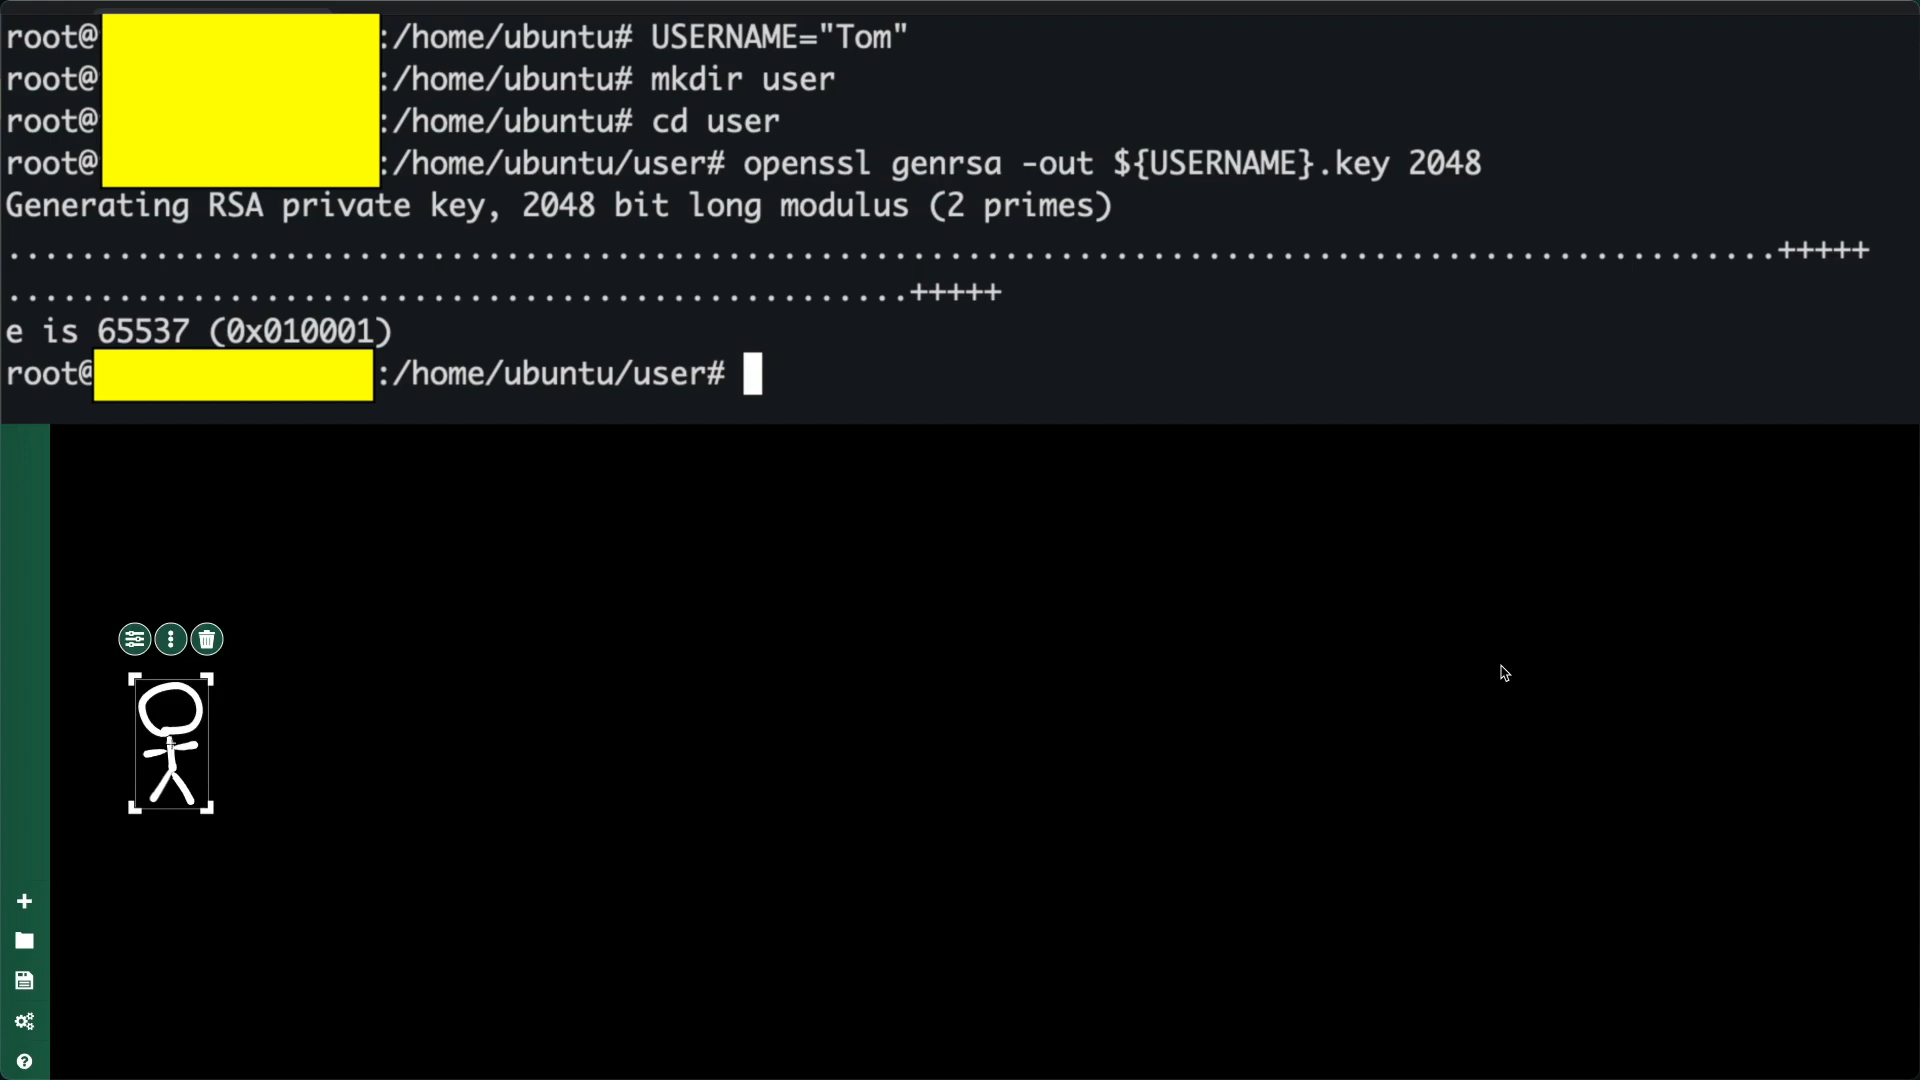 root@ :/home/ubuntu# USERNAME="Tom"
root@ :/home/ubuntu# mkdir user
root@ :/home/ubuntu# cd user
root@ :/home/ubuntu/user# openssl genrsa -out ${USERNAME}.key 2048
Generating RSA private key, 2048 bit long modulus (2 primes)
................................................................................................+++++
.................................................+++++
e is 65537 (0x010001)
root@ :/home/ubuntu/user#